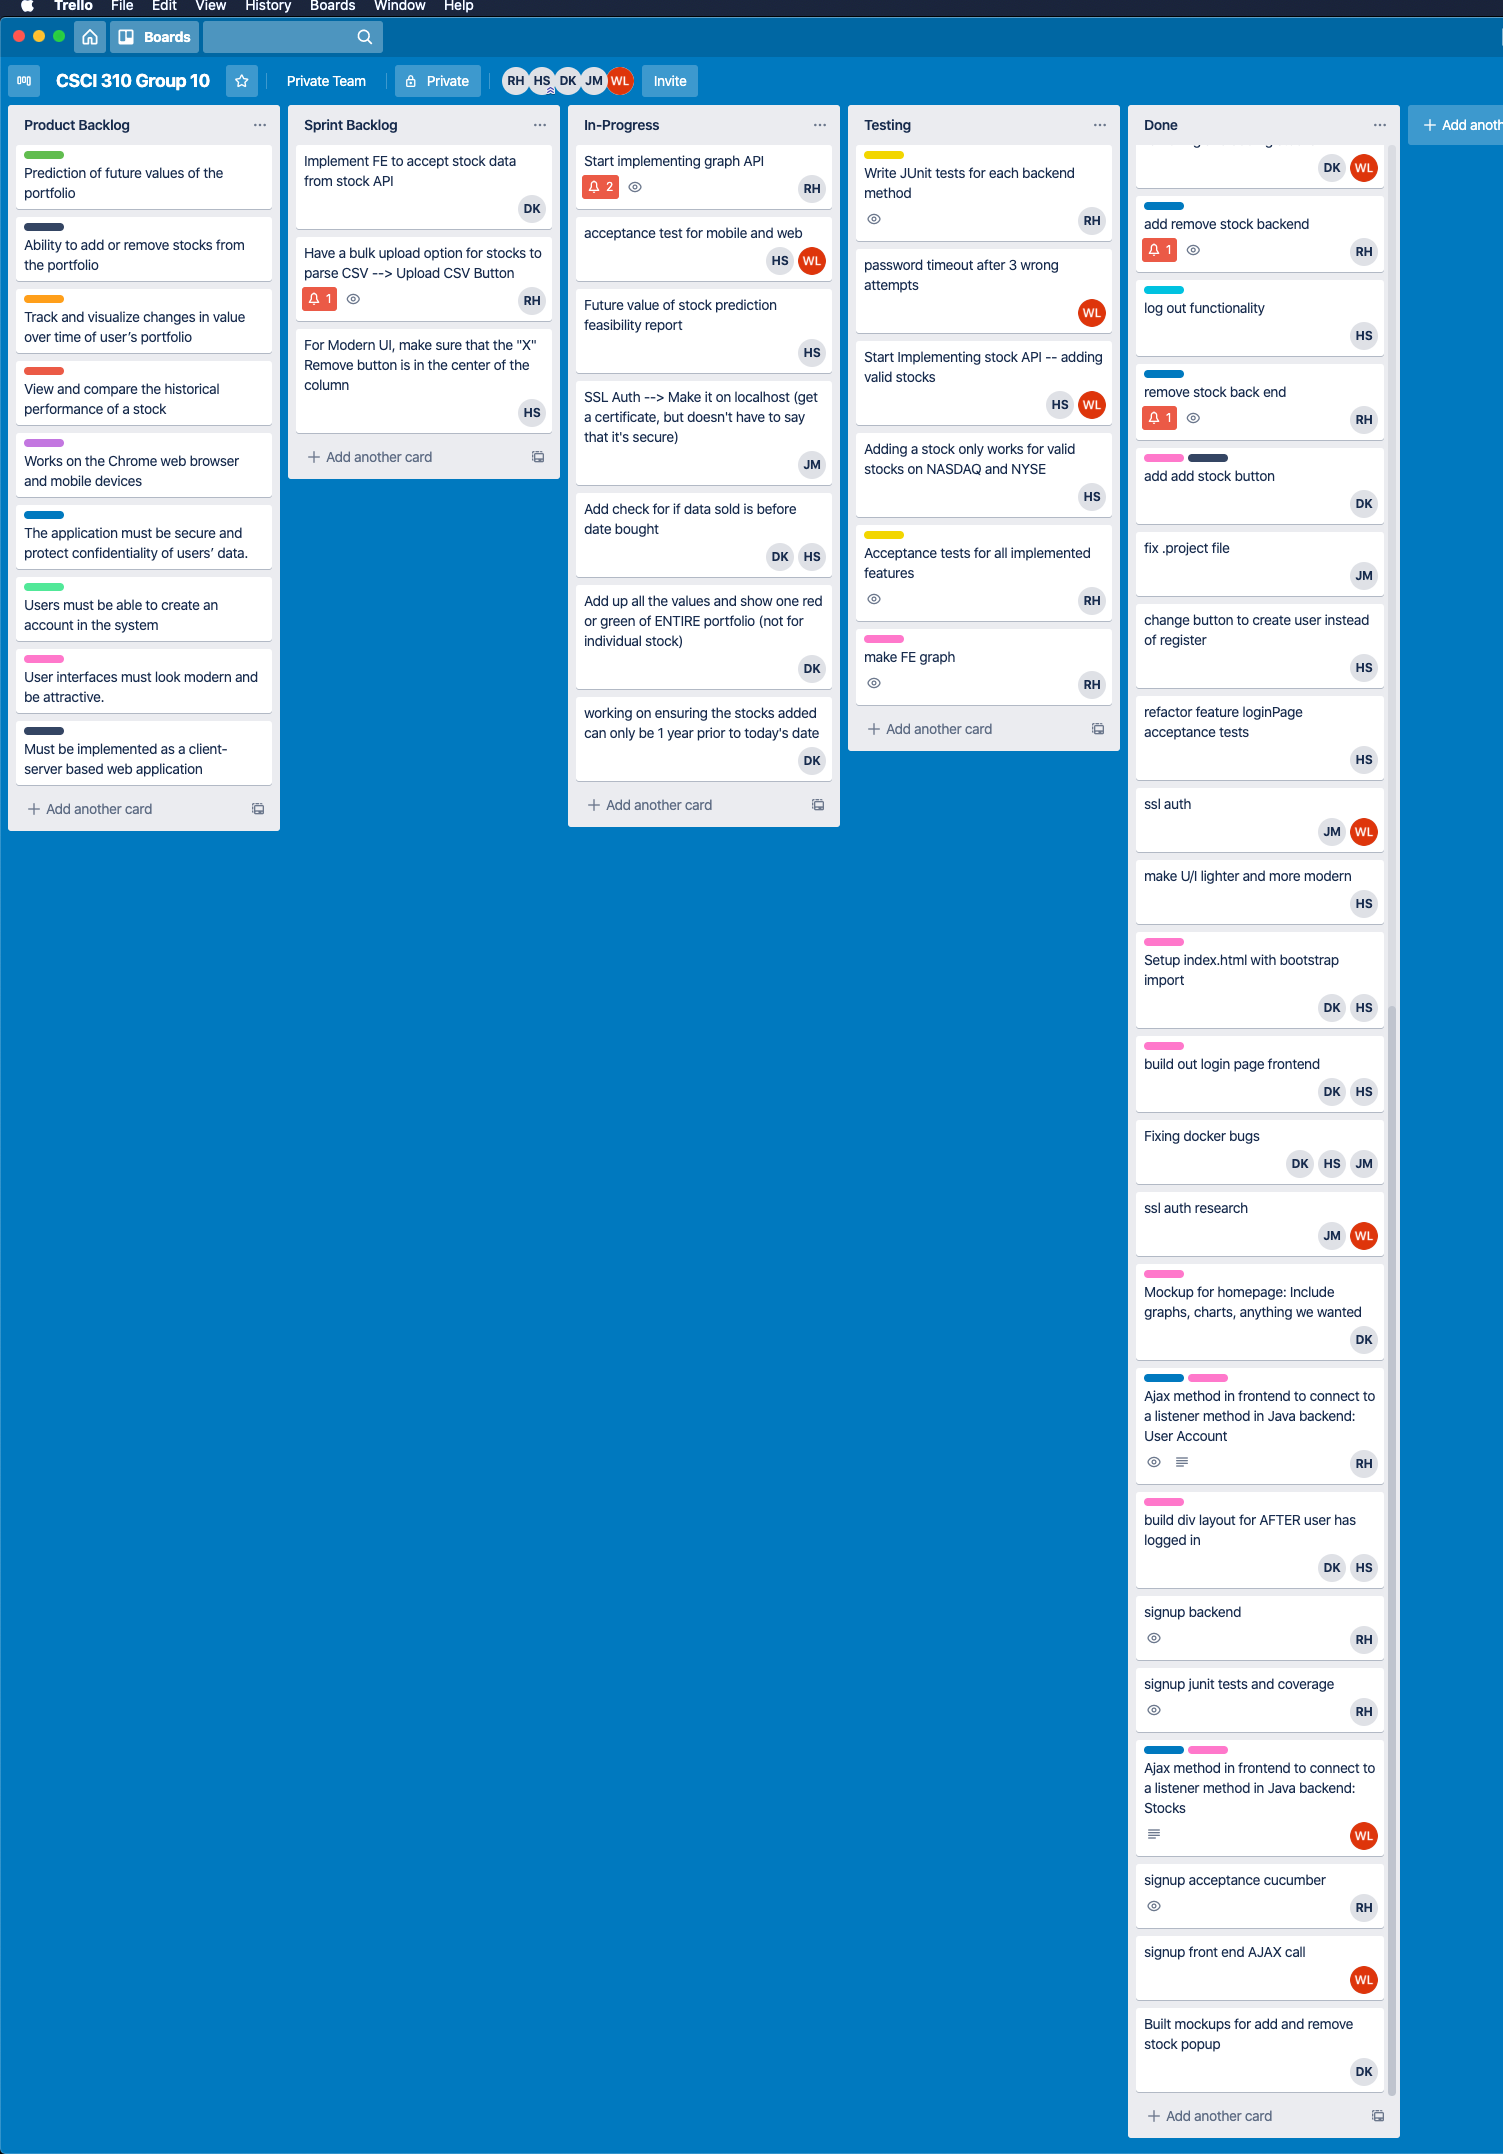 Trello File Edit View History Boards Window Help
Boards
CSCI 310 Group 10 Private Team Private RH HS DK JM WL Invite
Product Backlog
Prediction of future values of the
portfolio
Ability to add or remove stocks from
the portfolio
Track and visualize changes in value
over time of user’s portfolio
View and compare the historical
performance of a stock
Works on the Chrome web browser
and mobile devices
The application must be secure and
protect confidentiality of users’ data.
Users must be able to create an
account in the system
User interfaces must look modern and
be attractive.
Must be implemented as a client-
server based web application
Add another card
Sprint Backlog
Implement FE to accept stock data
from stock API
DK
Have a bulk upload option for stocks to
parse CSV --> Upload CSV Button
1 RH
For Modern UI, make sure that the "X"
Remove button is in the center of the
column
HS
Add another card
In-Progress
Start implementing graph API
2 RH
acceptance test for mobile and web
HS WL
Future value of stock prediction
feasibility report
HS
SSL Auth --> Make it on localhost (get
a certificate, but doesn't have to say
that it's secure)
JM
Add check for if data sold is before
date bought
DK HS
Add up all the values and show one red
or green of ENTIRE portfolio (not for
individual stock)
DK
working on ensuring the stocks added
can only be 1 year prior to today's date
DK
Add another card
Testing
Write JUnit tests for each backend
method
RH
password timeout after 3 wrong
attempts
WL
Start Implementing stock API -- adding
valid stocks
HS WL
Adding a stock only works for valid
stocks on NASDAQ and NYSE
HS
Acceptance tests for all implemented
features
RH
make FE graph
RH
Add another card
Done
DK WL
add remove stock backend
1 RH
log out functionality
HS
remove stock back end
1 RH
add add stock button
DK
fix .project file
JM
change button to create user instead
of register
HS
refactor feature loginPage
acceptance tests
HS
ssl auth
JM WL
make U/I lighter and more modern
HS
Setup index.html with bootstrap
import
DK HS
build out login page frontend
DK HS
Fixing docker bugs
DK HS JM
ssl auth research
JM WL
Mockup for homepage: Include
graphs, charts, anything we wanted
DK
Ajax method in frontend to connect to
a listener method in Java backend:
User Account
RH
build div layout for AFTER user has
logged in
DK HS
signup backend
RH
signup junit tests and coverage
RH
Ajax method in frontend to connect to
a listener method in Java backend:
Stocks
WL
signup acceptance cucumber
RH
signup front end AJAX call
WL
Built mockups for add and remove
stock popup
DK
Add another card
Add anoth